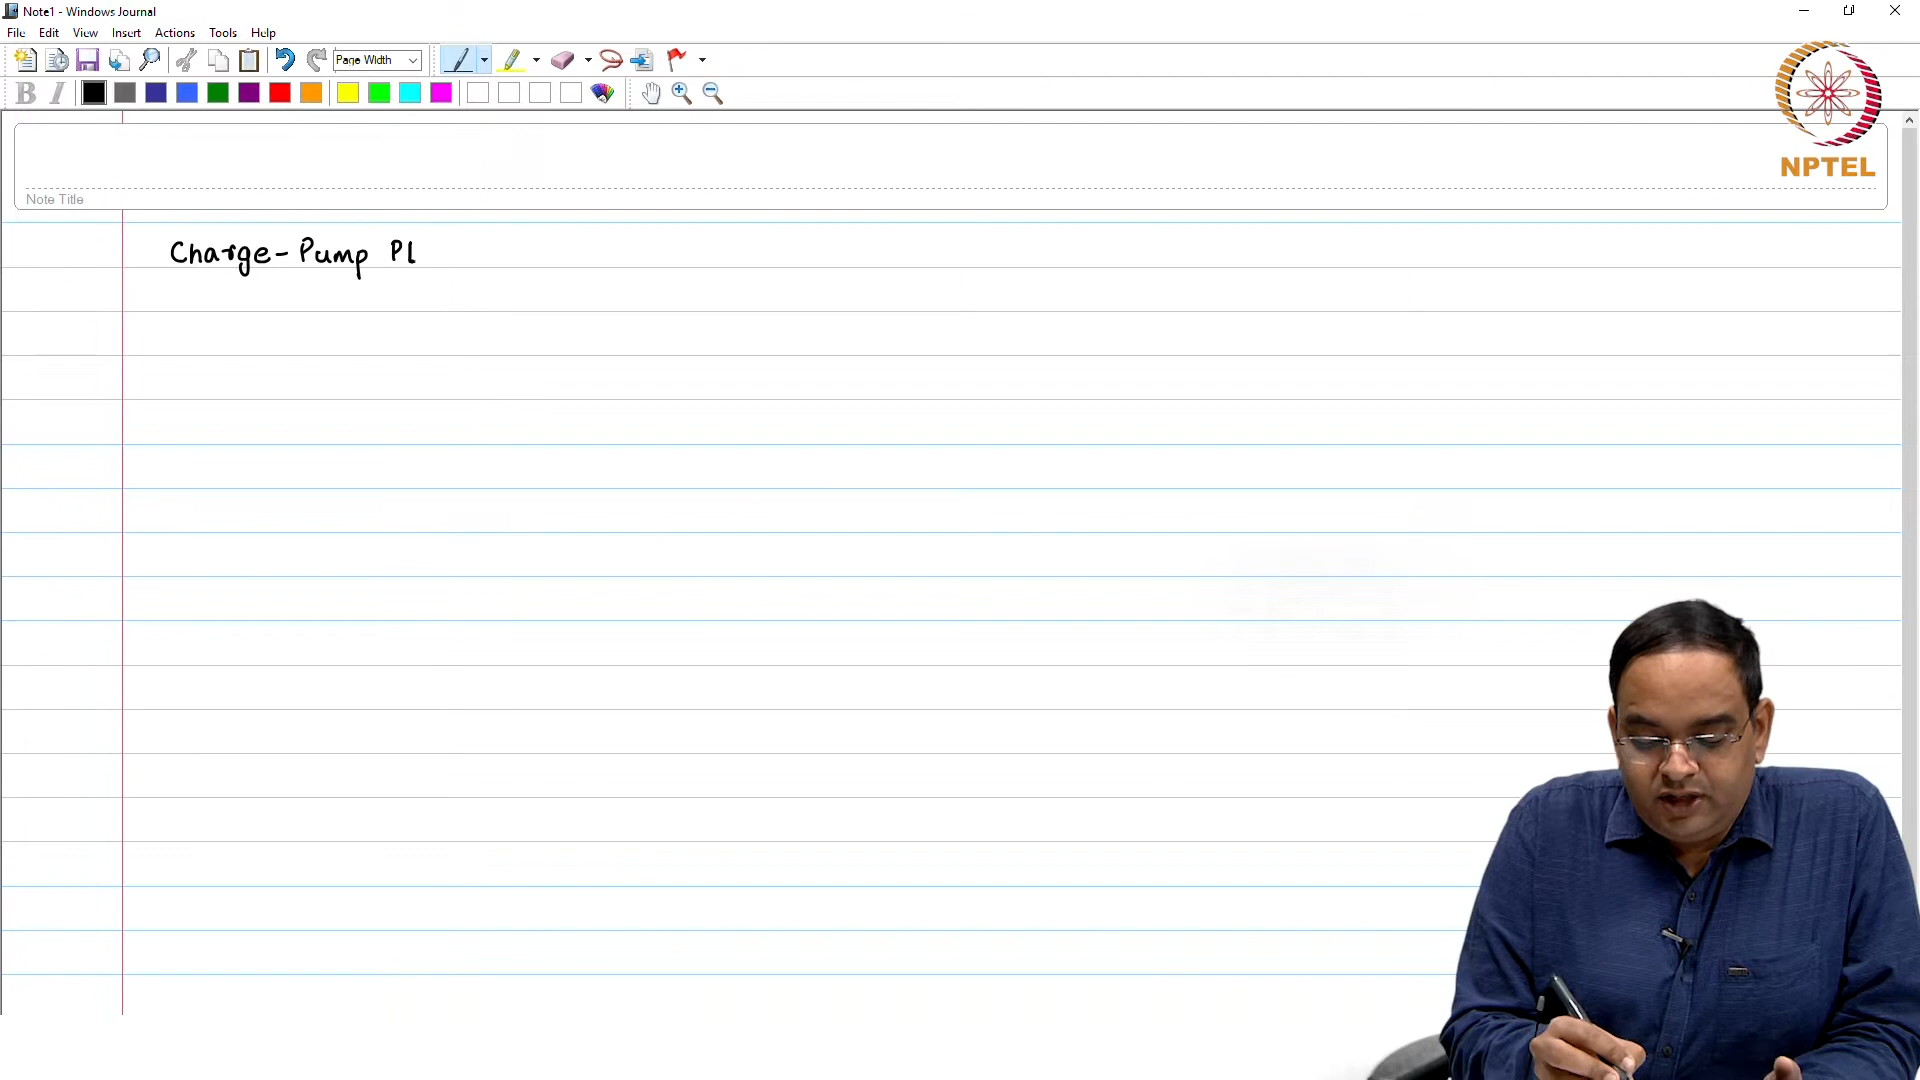 Note1 - Windows Journal
File Edit View Insert Actions Tools Help
Page Width
B I
NPTEL
Note Title
Charge-Pump Pl